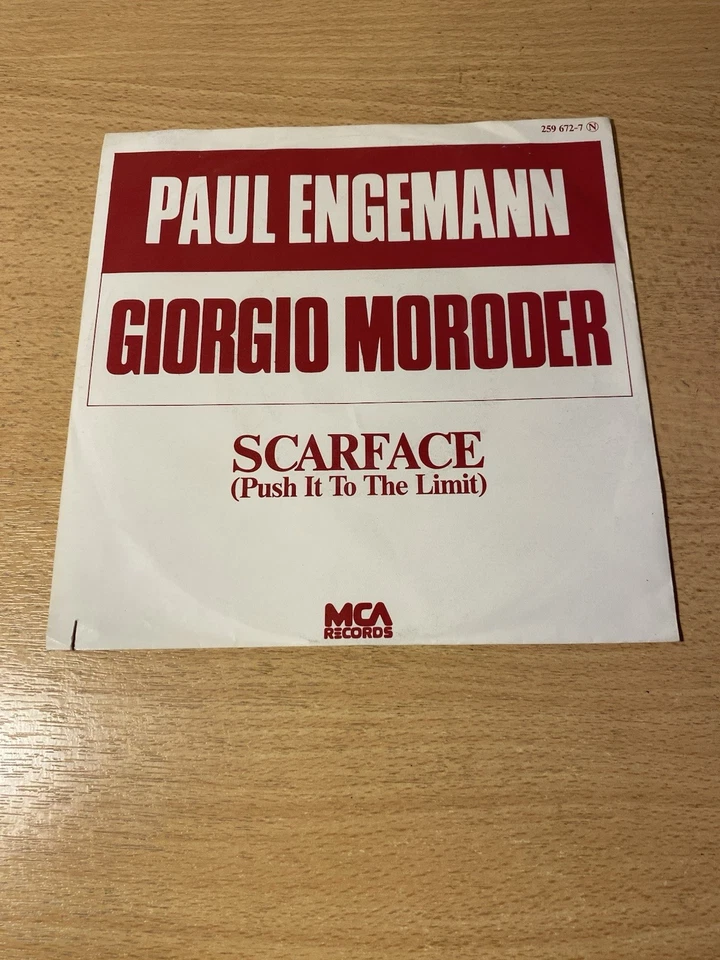 259 672-7 Ⓝ
PAUL ENGEMANN
GIORGIO MORODER
SCARFACE
(Push It To The Limit)
MCA
RECORDS